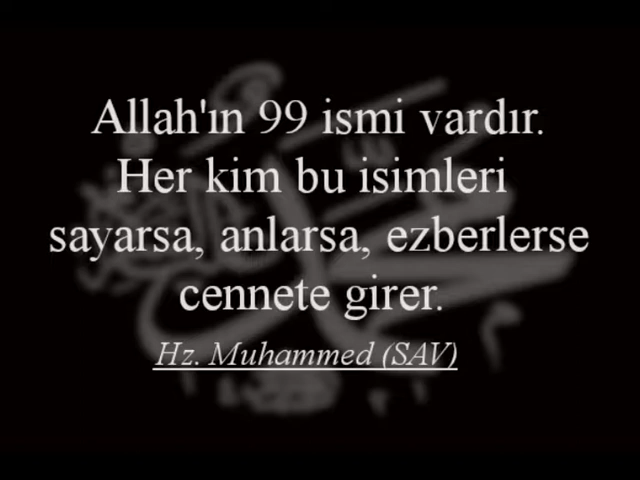 Allah'ın 99 ismi vardır.
Her kim bu isimleri
sayarsa, anlarsa, ezberlerse
cennete girer.
Hz. Muhammed (SAV)